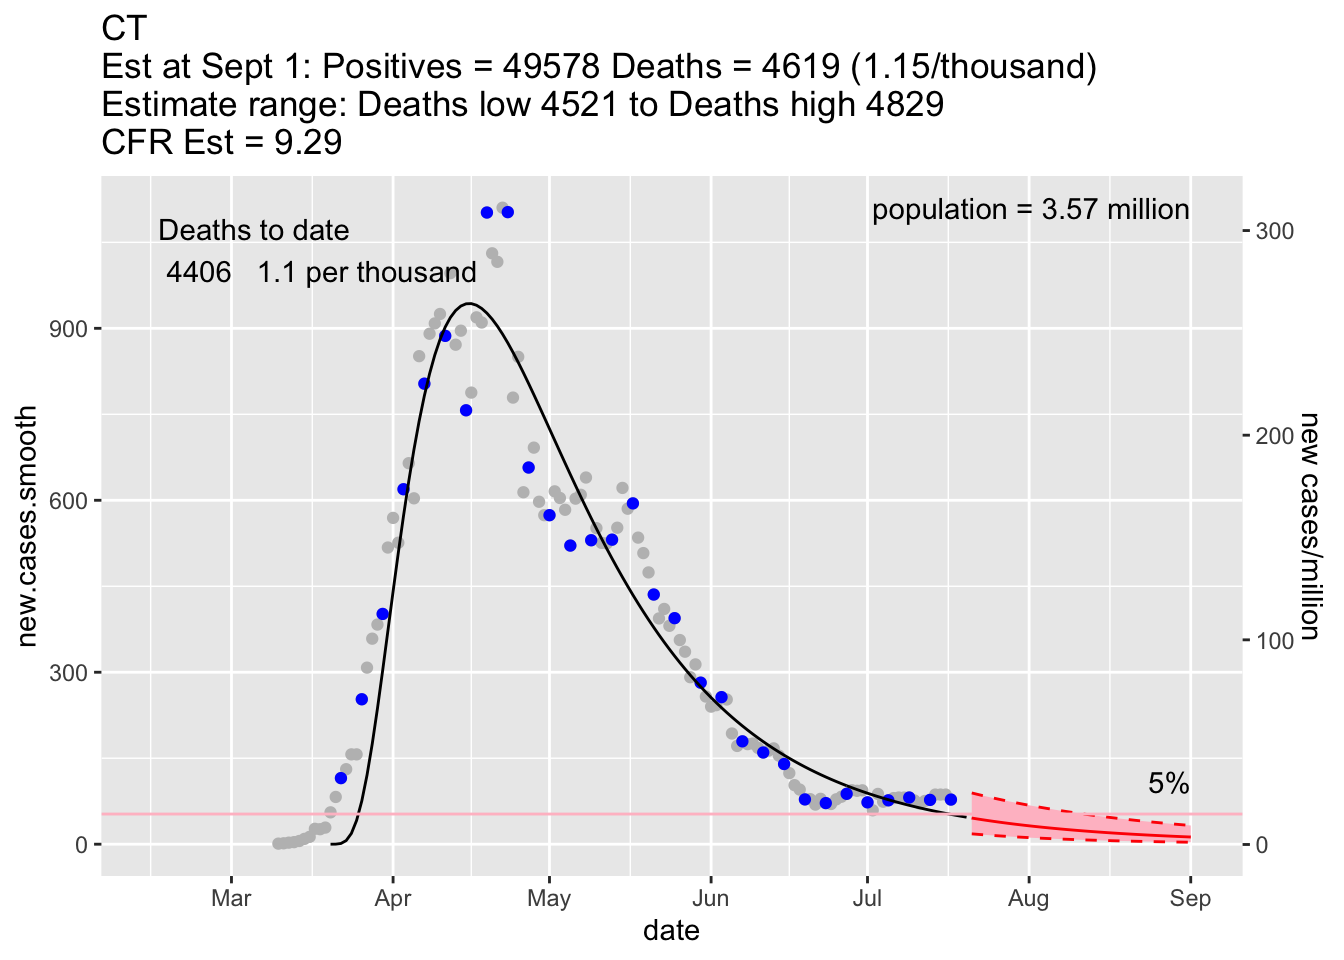 CT
Est at Sept 1: Positives = 49578 Deaths = 4619 (1.15/thousand)
Estimate range: Deaths low 4521 to Deaths high 4829
CFR Est = 9.29
Deaths to date
4406 1.1 per thousand
population = 3.57 million
5%
new.cases.smooth
900
600
300
0
300
200
100
0
new cases/million
Mar Apr May Jun Jul Aug Sep
date